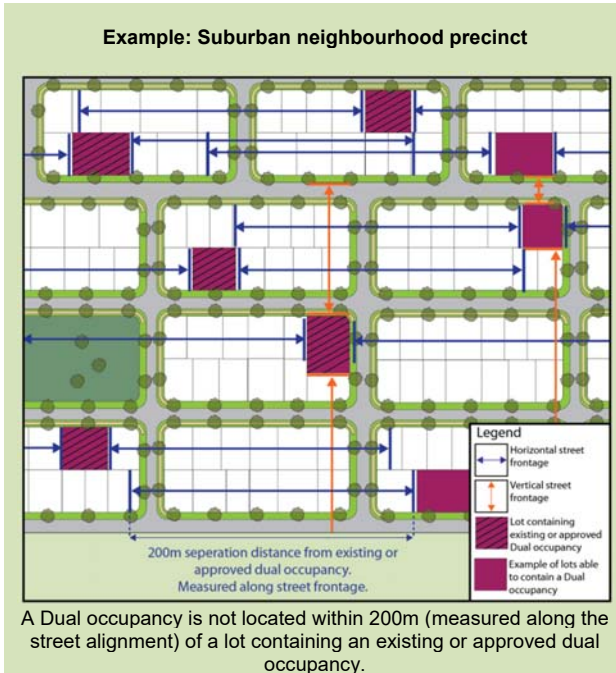 Example: Suburban neighbourhood precinct
200m seperation distance from existing or
approved dual occupancy.
Measured along street frontage.
Legend
Horizontal street
frontage
Vertical street
frontage
Lot containing
existing or approved
Dual occupancy
Example of lots able
to contain a Dual
occupancy
A Dual occupancy is not located within 200m (measured along the
street alignment) of a lot containing an existing or approved dual
occupancy.